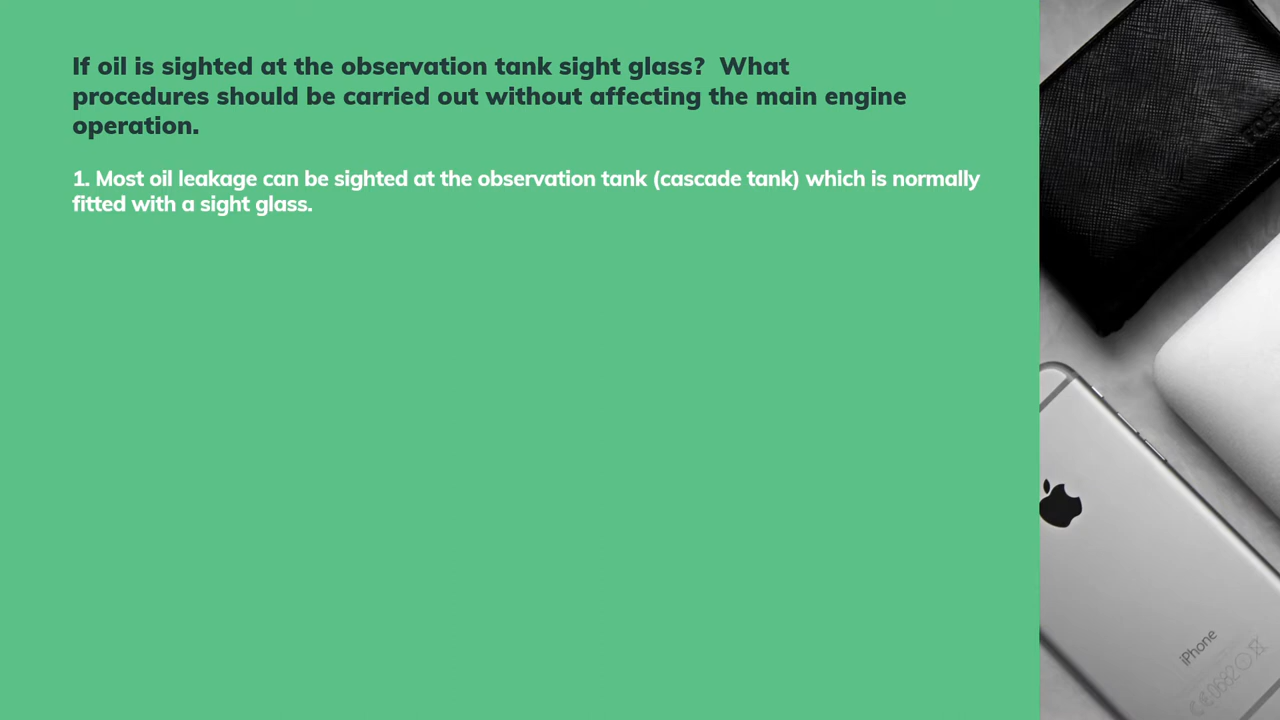 If oil is sighted at the observation tank sight glass?  What
procedures should be carried out without affecting the main engine
operation.
1. Most oil leakage can be sighted at the observation tank (cascade tank) which is normally
fitted with a sight glass.
iPhone